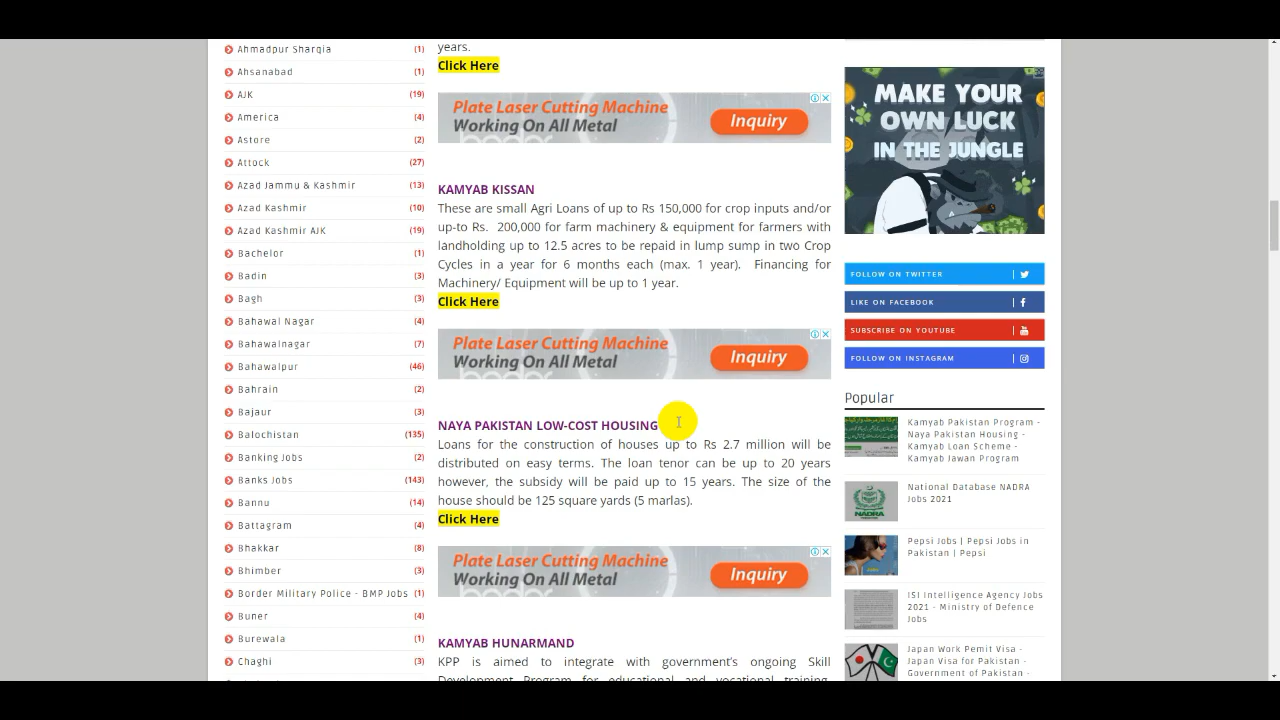 Ahmadpur Sharqia (1)
Ahsanabad (1)
AJK (19)
America (4)
Astore (2)
Attock (27)
Azad Jammu & Kashmir (13)
Azad Kashmir (10)
Azad Kashmir AJK (19)
Bachelor (1)
Badin (3)
Bagh (3)
Bahawal Nagar (4)
Bahawalnagar (7)
Bahawalpur (46)
Bahrain (2)
Bajaur (3)
Balochistan (135)
Banking Jobs (2)
Banks Jobs (143)
Bannu (14)
Battagram (4)
Bhakkar (8)
Bhimber (3)
Border Military Police - BMP Jobs (1)
Buner (4)
Burewala (1)
Chaghi (3)
years.
Click Here
Plate Laser Cutting Machine
Working On All Metal
Inquiry
KAMYAB KISSAN
These are small Agri Loans of up to Rs 150,000 for crop inputs and/or
up-to Rs. 200,000 for farm machinery & equipment for farmers with
landholding up to 12.5 acres to be repaid in lump sump in two Crop
Cycles in a year for 6 months each (max. 1 year). Financing for
Machinery/ Equipment will be up to 1 year.
Click Here
Plate Laser Cutting Machine
Working On All Metal
Inquiry
NAYA PAKISTAN LOW-COST HOUSING
Loans for the construction of houses up to Rs 2.7 million will be
distributed on easy terms. The loan tenor can be up to 20 years
however, the subsidy will be paid up to 15 years. The size of the
house should be 125 square yards (5 marlas).
Click Here
Plate Laser Cutting Machine
Working On All Metal
Inquiry
KAMYAB HUNARMAND
KPP is aimed to integrate with government's ongoing Skill
Development Program for educational and vocational training.
MAKE YOUR
OWN LUCK
IN THE JUNGLE
FOLLOW ON TWITTER
LIKE ON FACEBOOK
SUBSCRIBE ON YOUTUBE
FOLLOW ON INSTAGRAM
Popular
Kamyab Pakistan Program -
Naya Pakistan Housing -
Kamyab Loan Scheme -
Kamyab Jawan Program
National Database NADRA
Jobs 2021
NADRA
Pepsi Jobs | Pepsi Jobs in
Pakistan | Pepsi
ISI Intelligence Agency Jobs
2021 - Ministry of Defence
Jobs
Japan Work Pemit Visa -
Japan Visa for Pakistan -
Government of Pakistan -